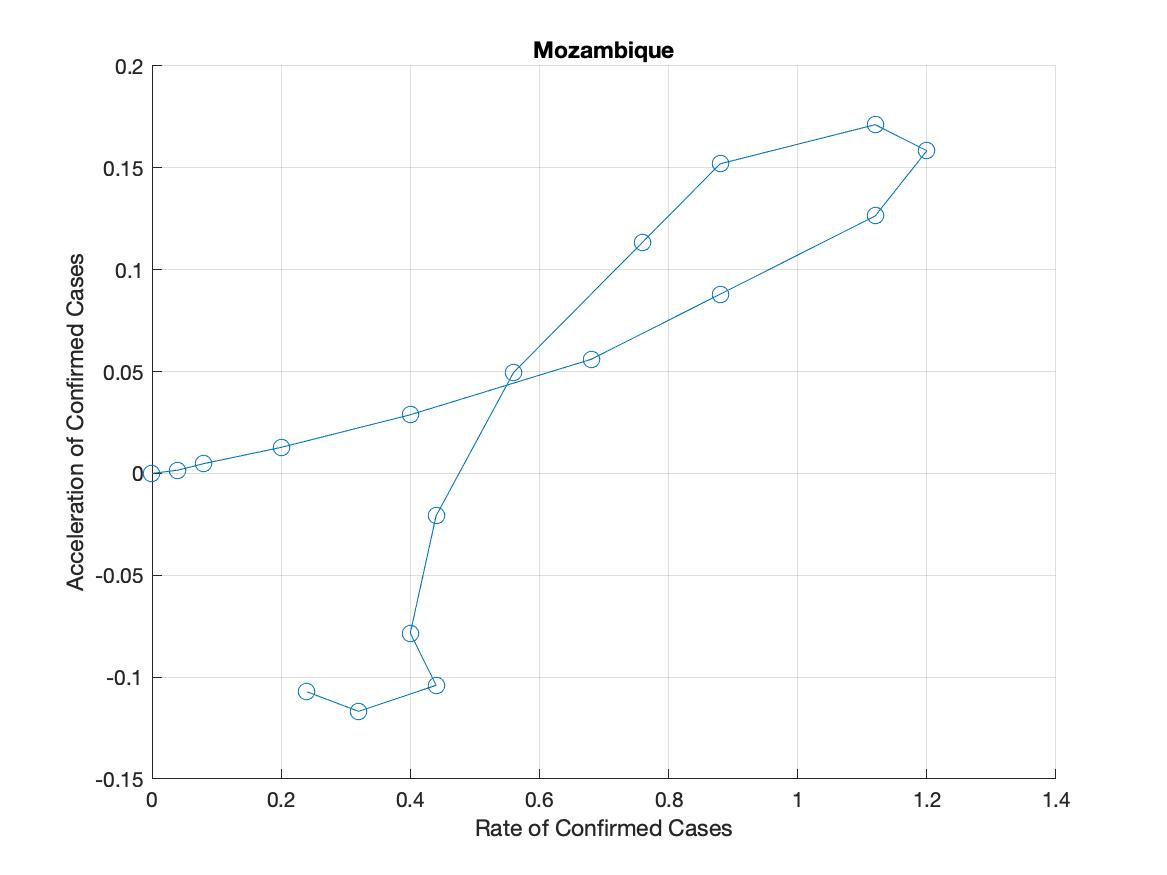 Mozambique
0.2
0.15
0.1
0.05
0
-0.05
-0.1
-0.15
Acceleration of Confirmed Cases
0 0.2 0.4 0.6 0.8 1 1.2 1.4
Rate of Confirmed Cases